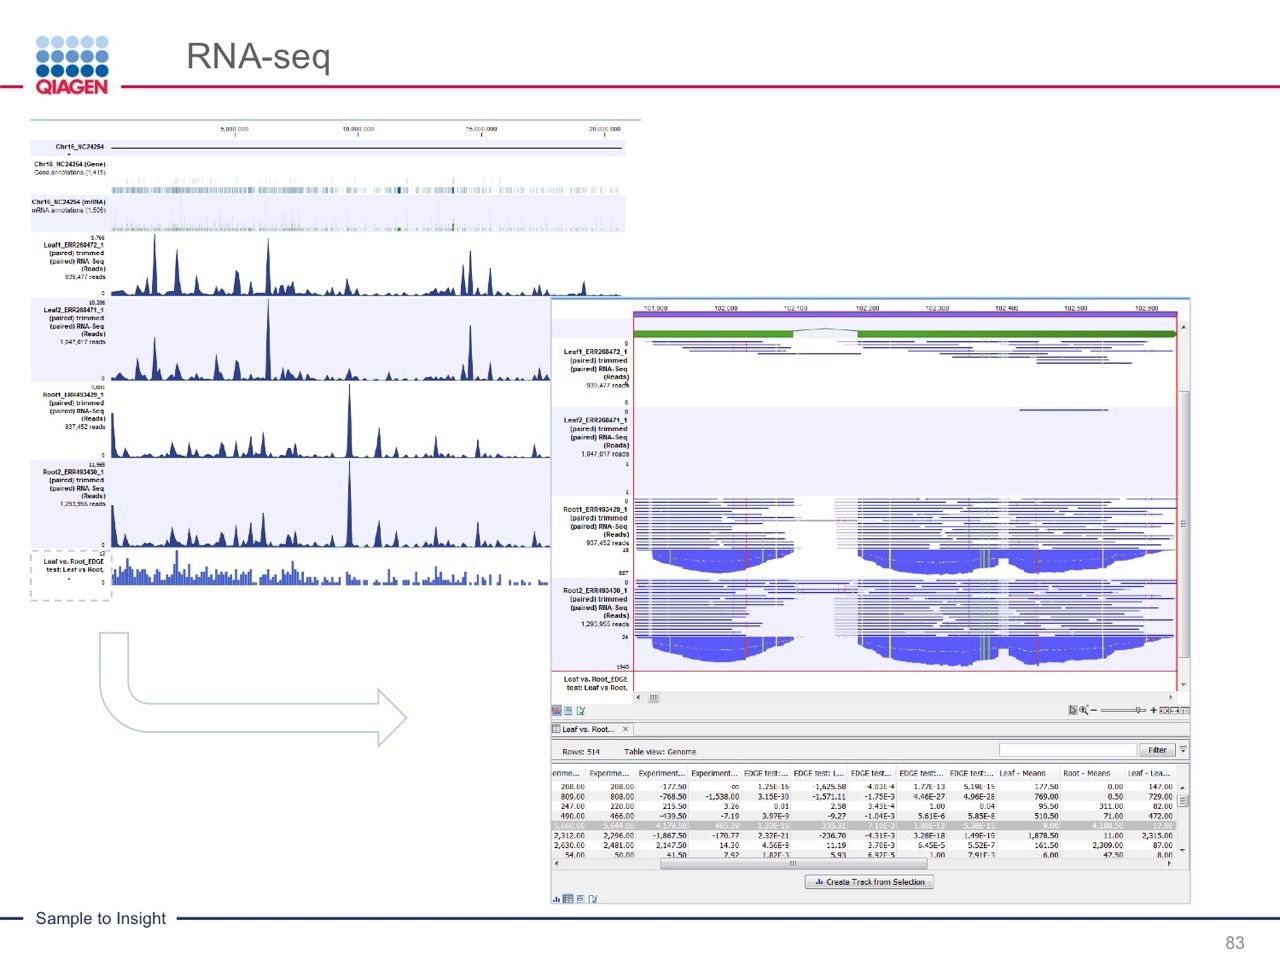 RNA-seq
QIAGEN
5,000,000 10,000,000 15,000,000 20,000,000
Chr16_NC24254
Chr16_NC24254 (Gene)
Gene annotations (1,415)
Chr16_NC24254 (mRNA)
mRNA annotations (1,506)
5,766
Leaf1_ERR268472_1
(paired) trimmed
(paired) RNA-Seq
(Reads)
939,477 reads
0
10,206
Leaf2_ERR268471_1
(paired) trimmed
(paired) RNA-Seq
(Reads)
1,047,017 reads
0
Root1_ERR493429_1
(paired) trimmed
(paired) RNA-Seq
(Reads)
937,452 reads
0
11,965
Root2_ERR493430_1
(paired) trimmed
(paired) RNA-Seq
(Reads)
1,293,955 reads
0
Leaf vs. Root_EDGE
test: Leaf vs Root,
0
101,900 102,000 102,100 102,200 102,300 102,400 102,500 102,600
0
Leaf1_ERR268472_1
(paired) trimmed
(paired) RNA-Seq
(Reads)
939,477 reads
6
0
Leaf2_ERR268471_1
(paired) trimmed
(paired) RNA-Seq
(Reads)
1,047,017 reads
1
1
0
Root1_ERR493429_1
(paired) trimmed
(paired) RNA-Seq
(Reads)
937,452 reads
18
887
0
Root2_ERR493430_1
(paired) trimmed
(paired) RNA-Seq
(Reads)
1,293,955 reads
24
1940
Leaf vs. Root_EDGE
test: Leaf vs Root,
Leaf vs. Root... ×
Rows: 514 Table view: Genome Filter
erime... Experime... Experiment... Experiment... EDGE test:... EDGE test: L... EDGE test... EDGE test:... EDGE test:... Leaf - Means Root - Means Leaf - Lea...
208.00 208.00 -177.50 -∞ 1.25E-16 -1,625.58 -4.03E-4 1.77E-13 5.19E-15 177.50 0.00 147.00
809.00 808.00 -768.50 -1,538.00 3.15E-30 -1,571.11 -1.75E-3 4.46E-27 4.96E-28 769.00 0.50 729.00
247.00 220.00 215.50 3.26 0.01 2.58 3.43E-4 1.00 0.04 95.50 311.00 82.00
490.00 466.00 -439.50 -7.19 3.97E-9 -9.27 -1.04E-3 5.61E-6 5.85E-8 510.50 71.00 472.00
2,312.00 2,296.00 -1,867.50 -170.77 2.32E-21 -236.70 -4.31E-3 3.28E-18 1.49E-19 1,878.50 11.00 2,315.00
2,630.00 2,481.00 2,147.50 14.30 4.56E-8 11.19 3.70E-3 6.45E-5 5.52E-7 161.50 2,309.00 87.00
54.00 50.00 41.50 7.92 1.82E-3 5.93 6.92E-5 1.00 7.91E-3 6.00 47.50 8.00
Create Track from Selection
Sample to Insight
83